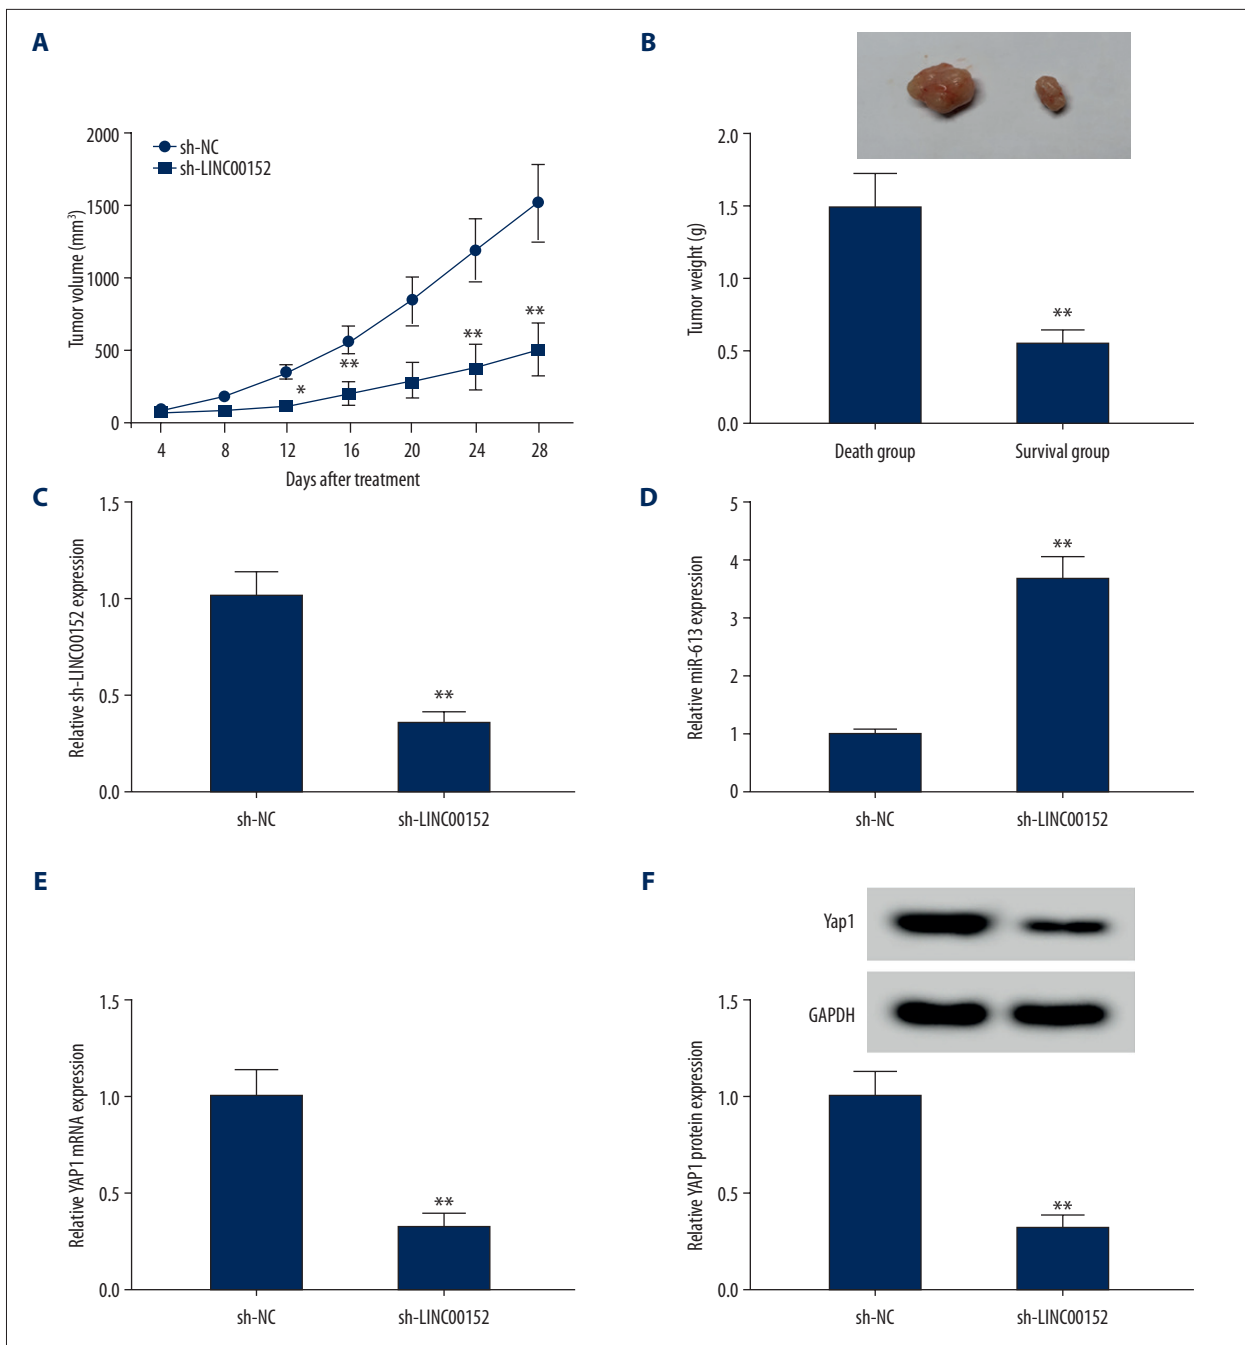 A
2000
1500
1000
500
0
Tumor volume (mm³)
sh-NC
sh-LINC00152
*
**
**
**
4 8 12 16 20 24 28
Days after treatment
B
2.0
1.5
1.0
0.5
0.0
Tumor weight (g)
**
Death group Survival group
C
1.5
1.0
0.5
0.0
Relative sh-LINC00152 expression
**
sh-NC sh-LINC00152
D
5
4
3
2
1
0
Relative miR-613 expression
**
sh-NC sh-LINC00152
E
1.5
1.0
0.5
0.0
Relative YAP1 mRNA expression
**
sh-NC sh-LINC00152
F
Yap1
GAPDH
1.5
1.0
0.5
0.0
Relative YAP1 protein expression
**
sh-NC sh-LINC00152